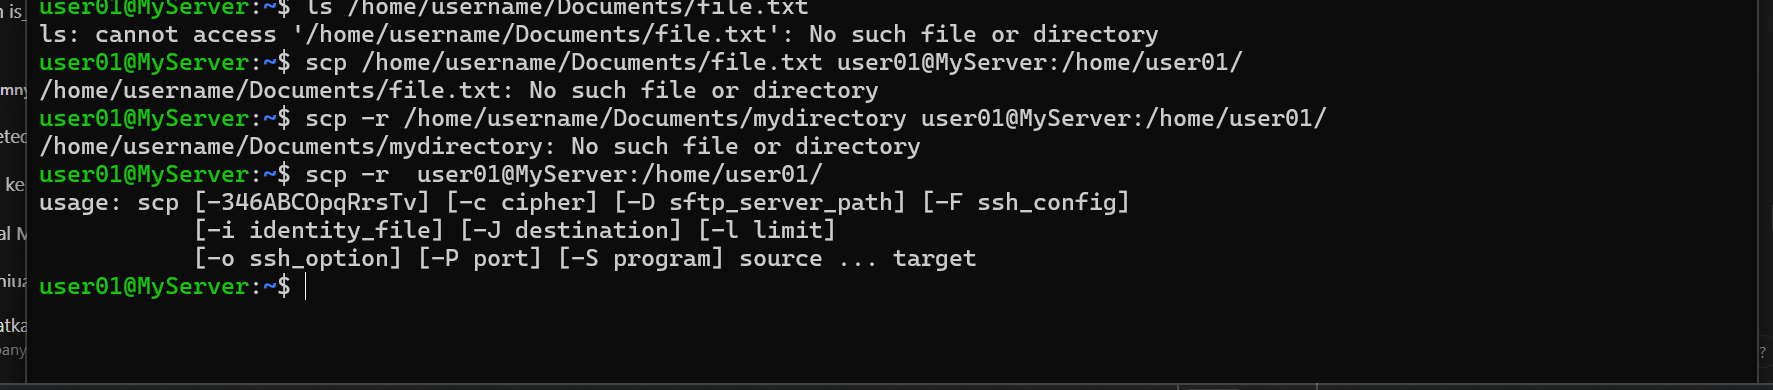 user01@MyServer:~$ ls /home/username/Documents/file.txt
ls: cannot access '/home/username/Documents/file.txt': No such file or directory
user01@MyServer:~$ scp /home/username/Documents/file.txt user01@MyServer:/home/user01/
/home/username/Documents/file.txt: No such file or directory
user01@MyServer:~$ scp -r /home/username/Documents/mydirectory user01@MyServer:/home/user01/
/home/username/Documents/mydirectory: No such file or directory
user01@MyServer:~$ scp -r  user01@MyServer:/home/user01/
usage: scp [-346ABCOpqRrsTv] [-c cipher] [-D sftp_server_path] [-F ssh_config]
           [-i identity_file] [-J destination] [-l limit]
           [-o ssh_option] [-P port] [-S program] source ... target
user01@MyServer:~$